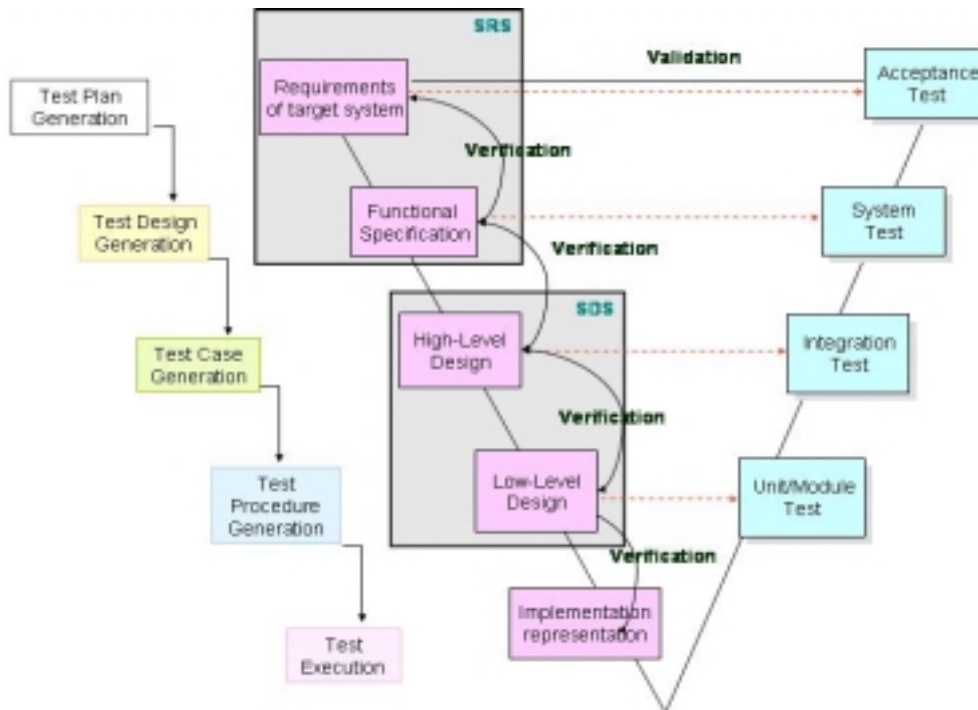 SRS
Validation
Requirements
of target system
Acceptance
Test
Test Plan
Generation
Verification
Functional
Specification
System
Test
Test Design
Generation
Verification
SDS
High-Level
Design
Integration
Test
Test Case
Generation
Verification
Low-Level
Design
Unit/Module
Test
Test
Procedure
Generation
Verification
Implementation
representation
Test
Execution